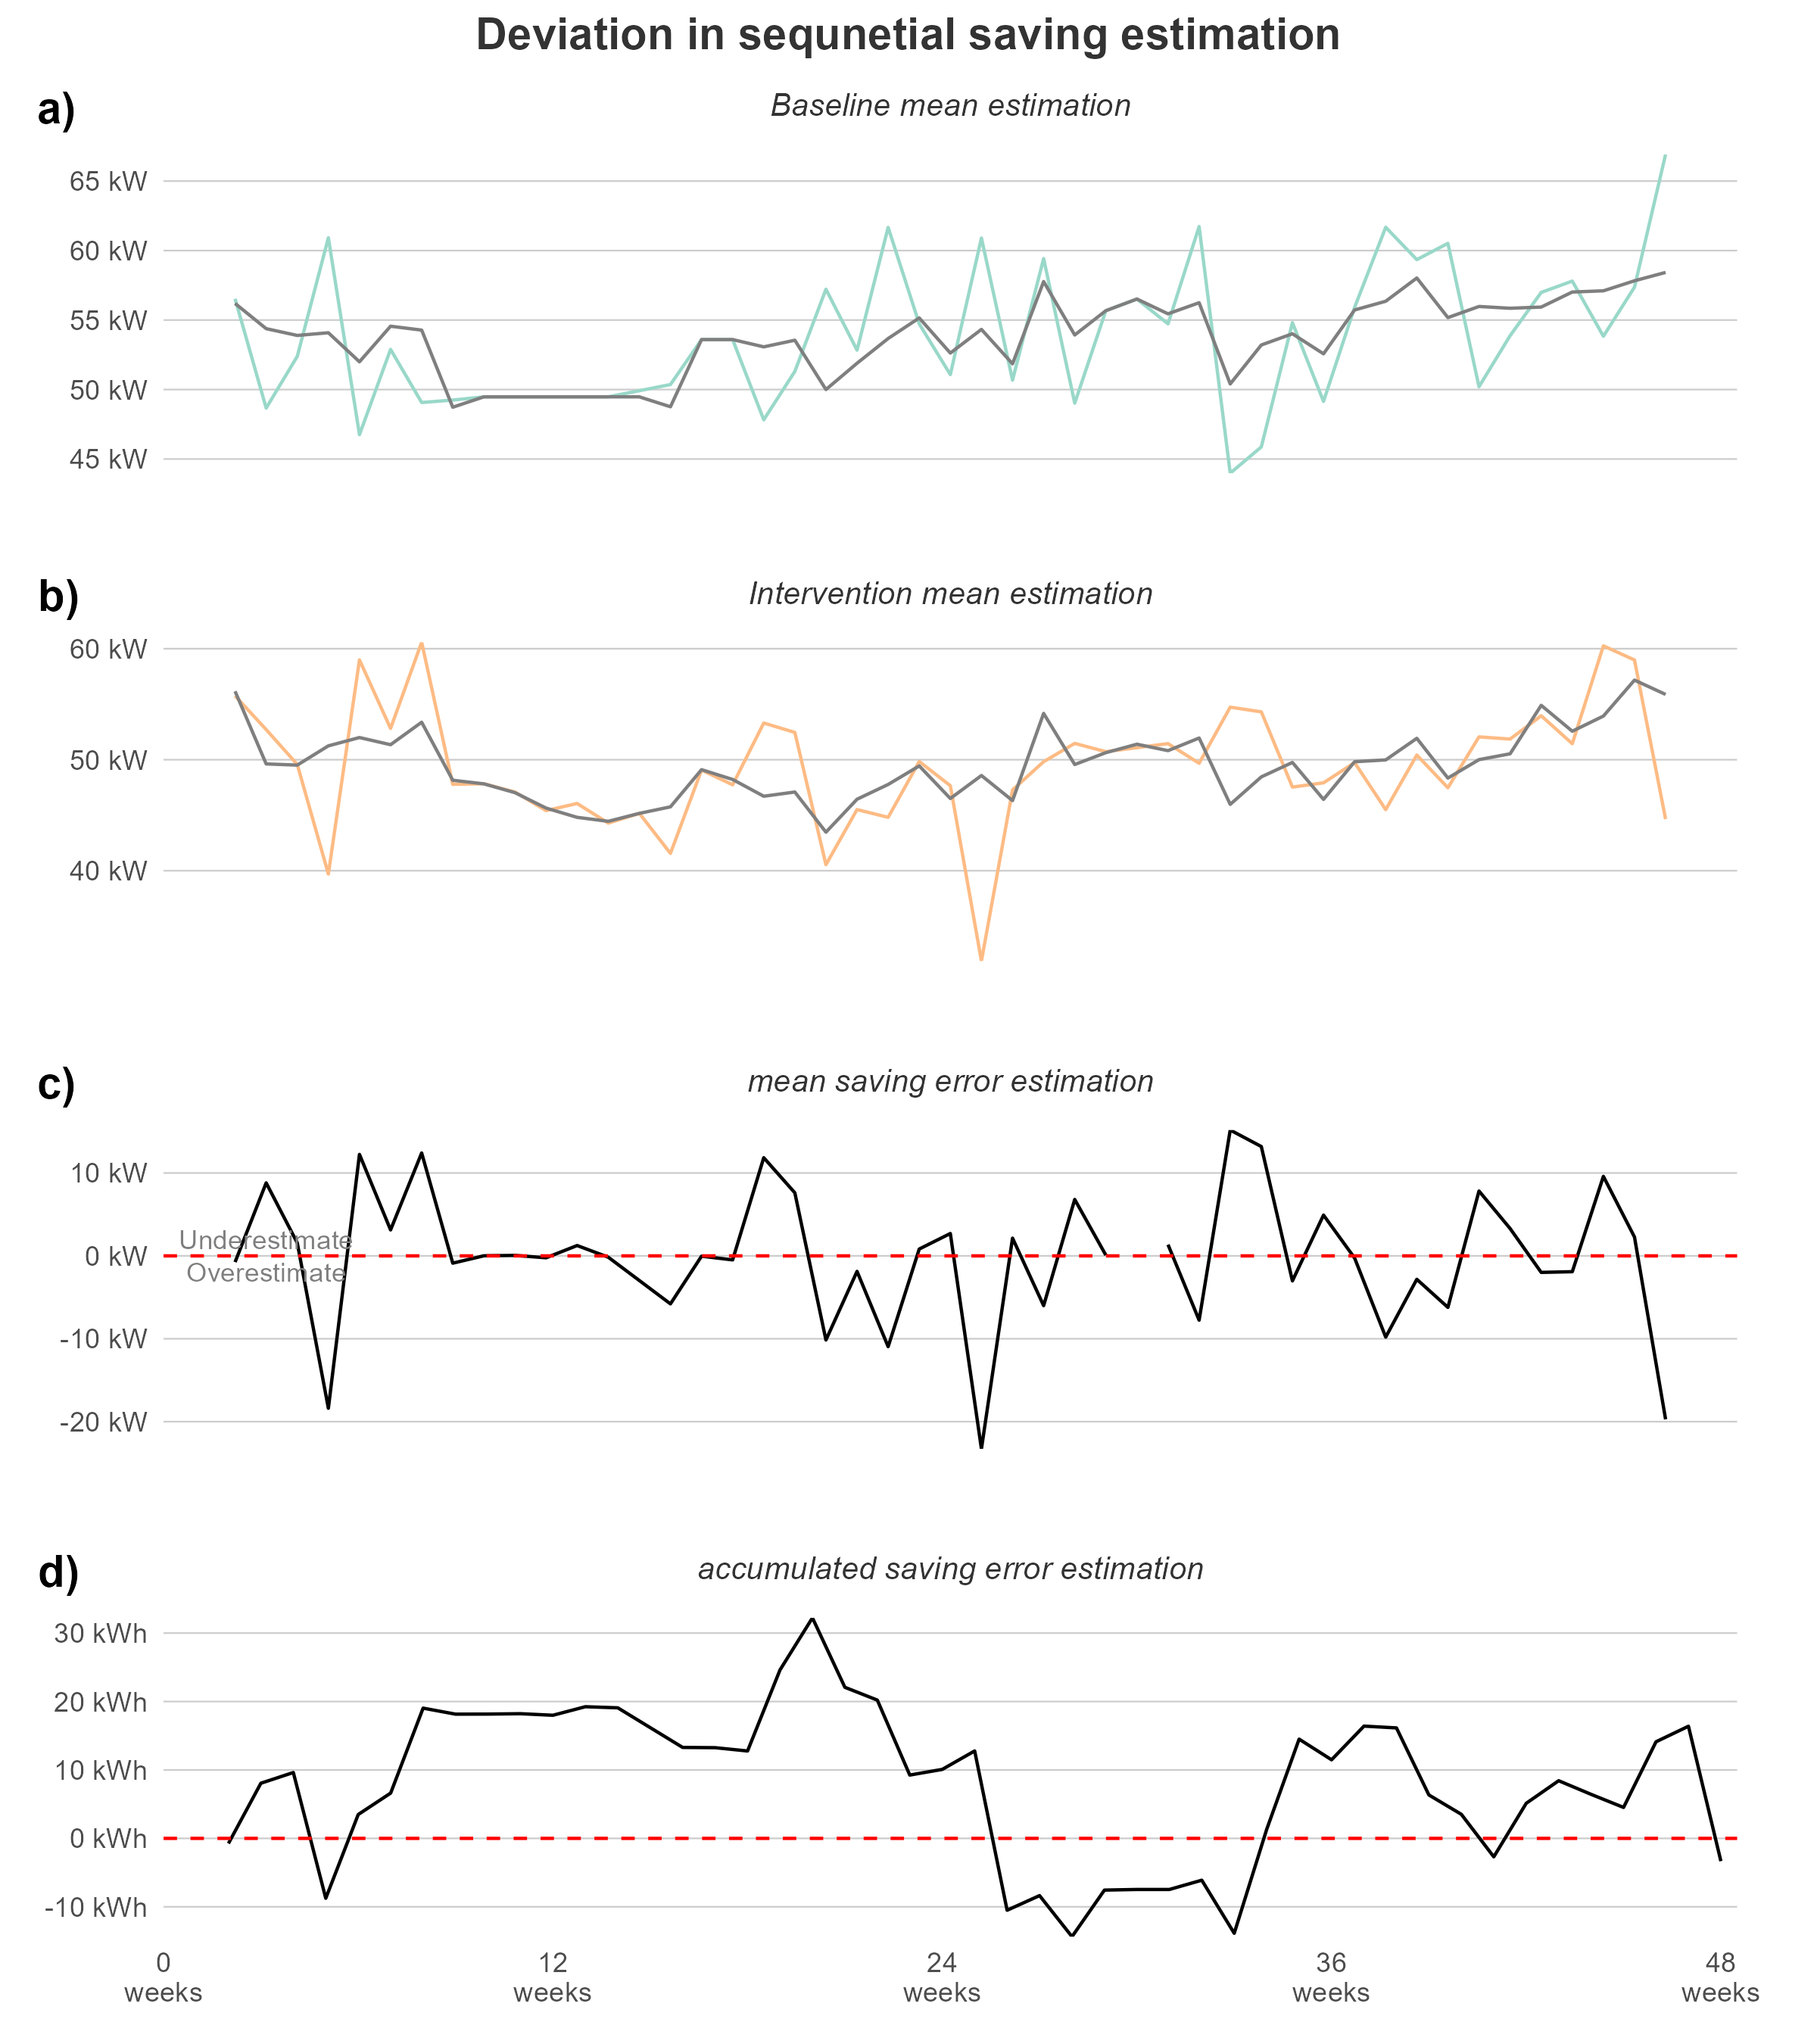 Deviation in sequnetial saving estimation
a)
Baseline mean estimation
65 kW
60 kW
55 kW
50 kW
45 kW
b)
Intervention mean estimation
60 kW
50 kW
40 kW
c)
mean saving error estimation
10 kW
Underestimate
0 kW
Overestimate
-10 kW
-20 kW
d)
accumulated saving error estimation
30 kWh
20 kWh
10 kWh
0 kWh
-10 kWh
0 12 24 36 48
weeks weeks weeks weeks weeks